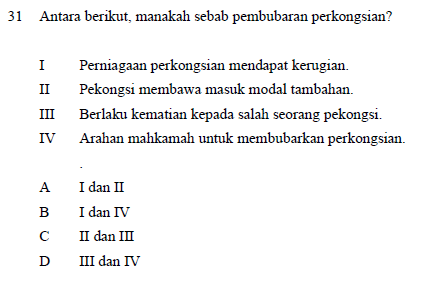 31 Antara berikut, manakah sebab pembubaran perkongsian?
I Perniagaan perkongsian mendapat kerugian.
II Pekongsi membawa masuk modal tambahan.
III Berlaku kematian kepada salah seorang pekongsi.
IV Arahan mahkamah untuk membubarkan perkongsian.
.
A I dan II
B I dan IV
C II dan III
D III dan IV